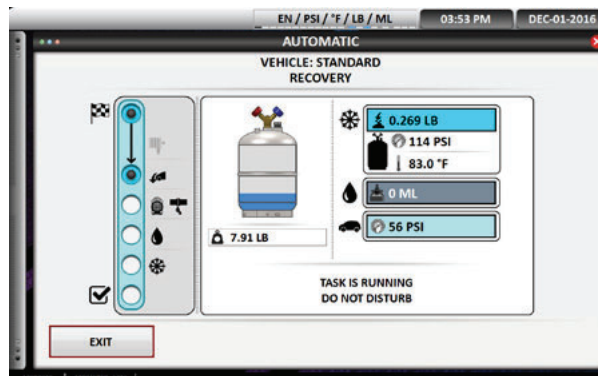 EN / PSI / °F / LB / ML 03:53 PM DEC-01-2016
AUTOMATIC
VEHICLE: STANDARD
RECOVERY
0.269 LB
114 PSI
83.0 °F
0 ML
56 PSI
7.91 LB
TASK IS RUNNING
DO NOT DISTURB
EXIT